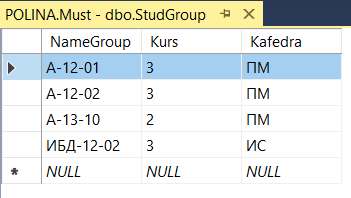 POLINA.Must - dbo.StudGroup
NameGroup Kurs Kafedra
А-12-01 3 ПМ
А-12-02 3 ПМ
А-13-10 2 ПМ
ИБД-12-02 3 ИС
NULL NULL NULL